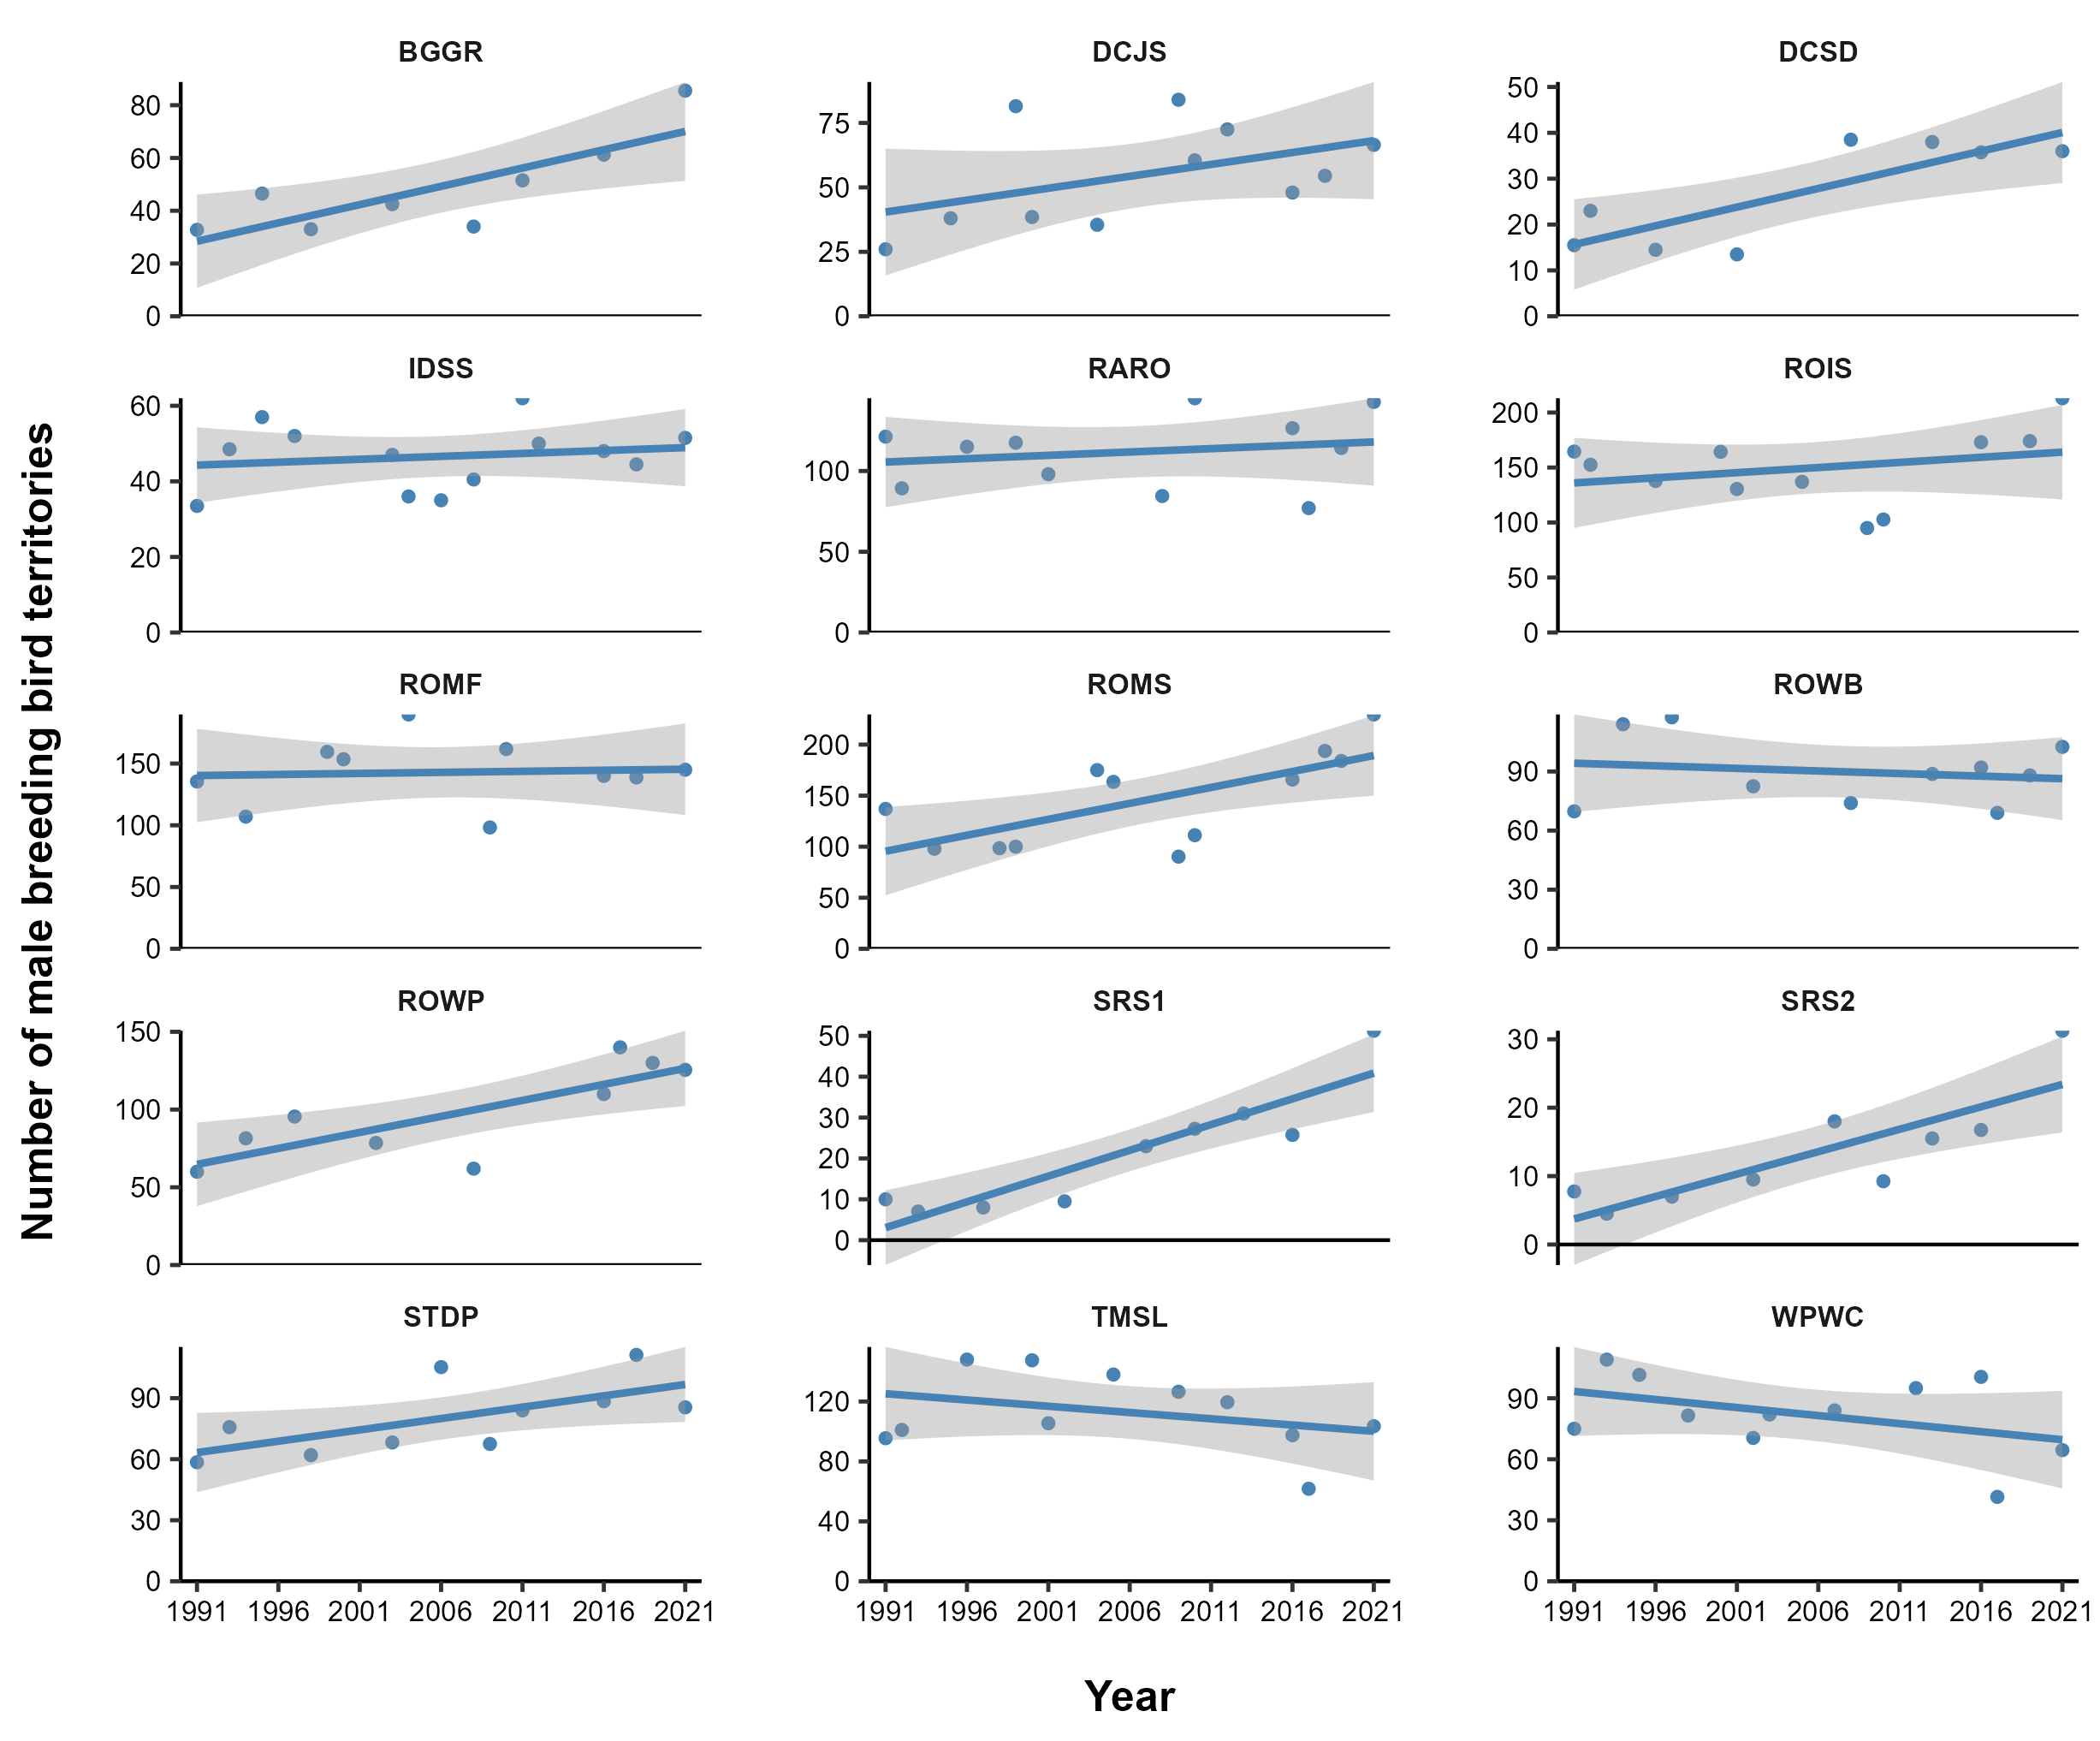 Number of male breeding bird territories
BGGR DCJS DCSD
80 75 50
60 50 40
40 25 30
20 0 20
0 10
0
IDSS RARO ROIS
60 100 200
40 50 150
20 0 100
0 50
0
ROMF ROMS ROWB
150 200 90
100 150 60
50 100 30
0 50 0
0
ROWP SRS1 SRS2
150 50 30
100 40 20
50 30 10
0 20 0
10
0
STDP TMSL WPWC
90 120 90
60 80 60
30 40 30
0 0 0
1991 1996 2001 2006 2011 2016 2021 1991 1996 2001 2006 2011 2016 2021 1991 1996 2001 2006 2011 2016 2021
Year